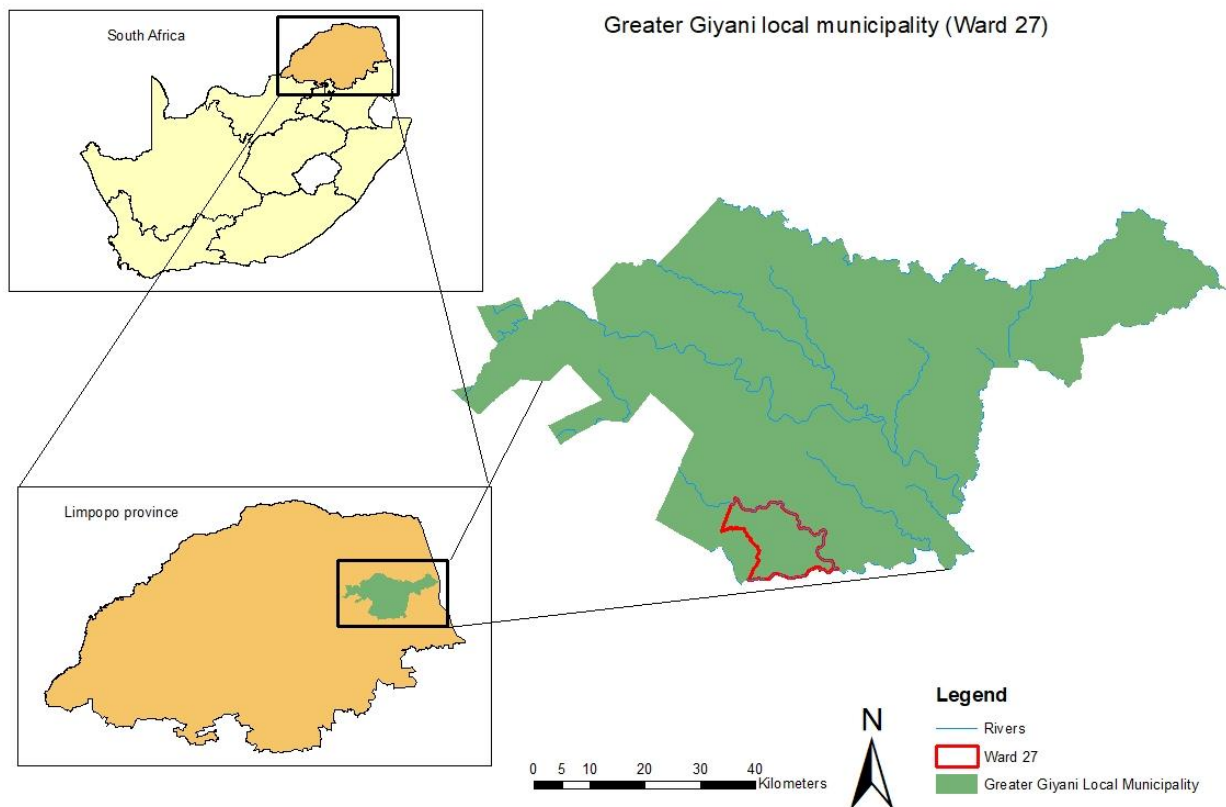 Greater Giyani local municipality (Ward 27)
South Africa
Limpopo province
Legend
Rivers
Ward 27
Greater Giyani Local Municipality
N
0 5 10 20 30 40
Kilometers